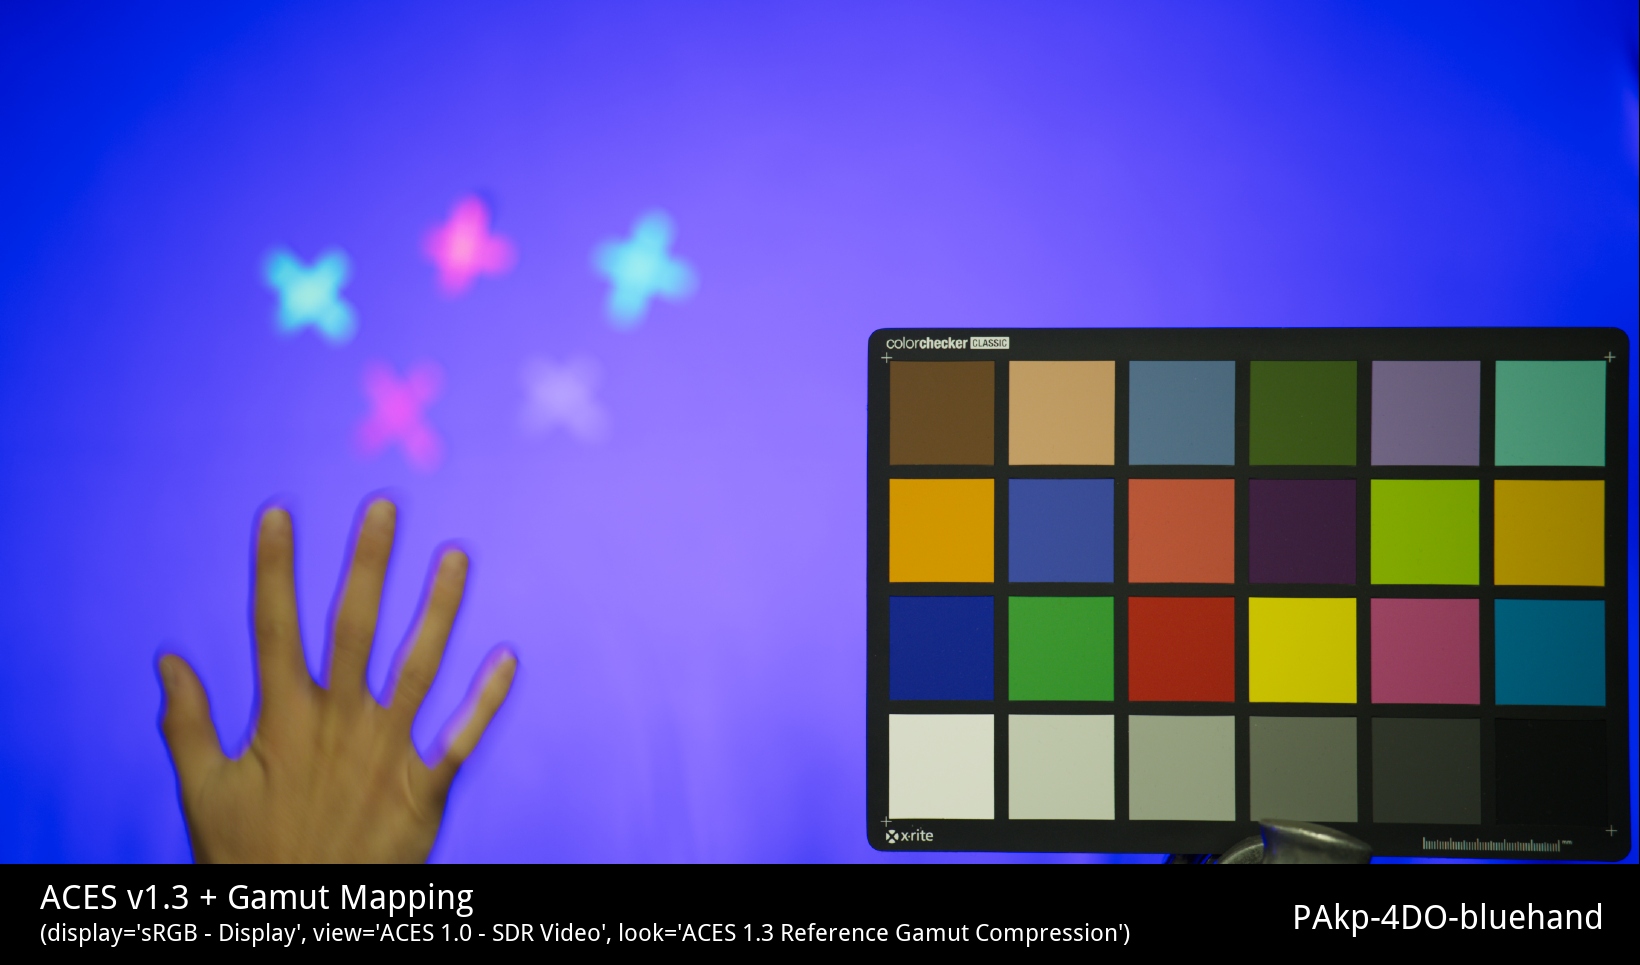 colorchecker CLASSIC
x-rite
mm
ACES v1.3 + Gamut Mapping
(display='sRGB - Display', view='ACES 1.0 - SDR Video', look='ACES 1.3 Reference Gamut Compression')
PAkp-4DO-bluehand